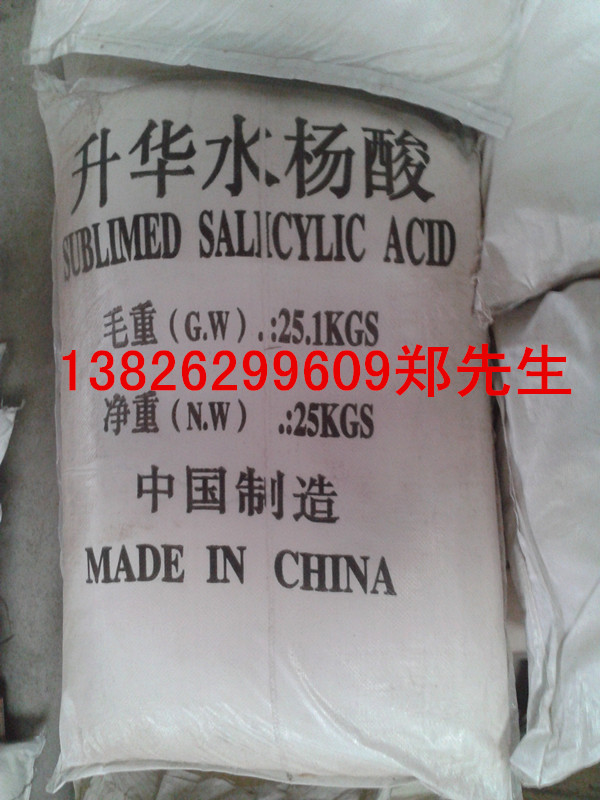 升华水杨酸
SUBLIMED SALICYLIC ACID
毛重(G.W).:25.1KGS
13826299609郑先生
净重(N.W).:25KGS
中国制造
MADE IN CHINA